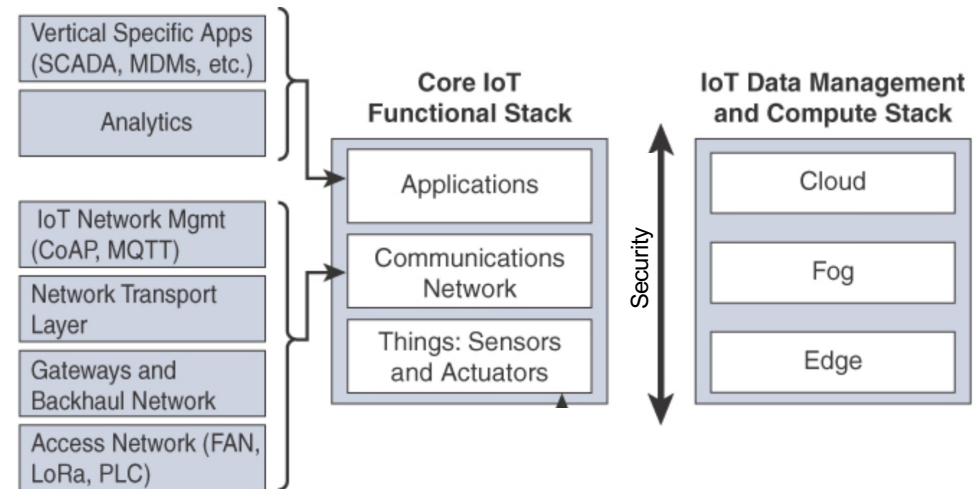 Vertical Specific Apps
(SCADA, MDMs, etc.)
Analytics
IoT Network Mgmt
(CoAP, MQTT)
Network Transport
Layer
Gateways and
Backhaul Network
Access Network (FAN,
LoRa, PLC)
Core IoT
Functional Stack
Applications
Communications
Network
Things: Sensors
and Actuators
Security
IoT Data Management
and Compute Stack
Cloud
Fog
Edge